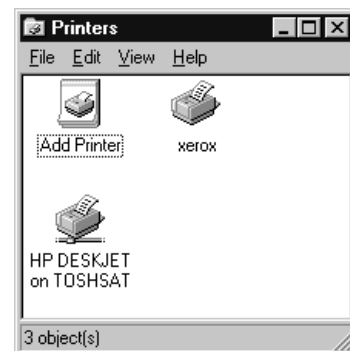 Printers
File Edit View Help
Add Printer
xerox
HP DESKJET
on TOSHSAT
3 object(s)